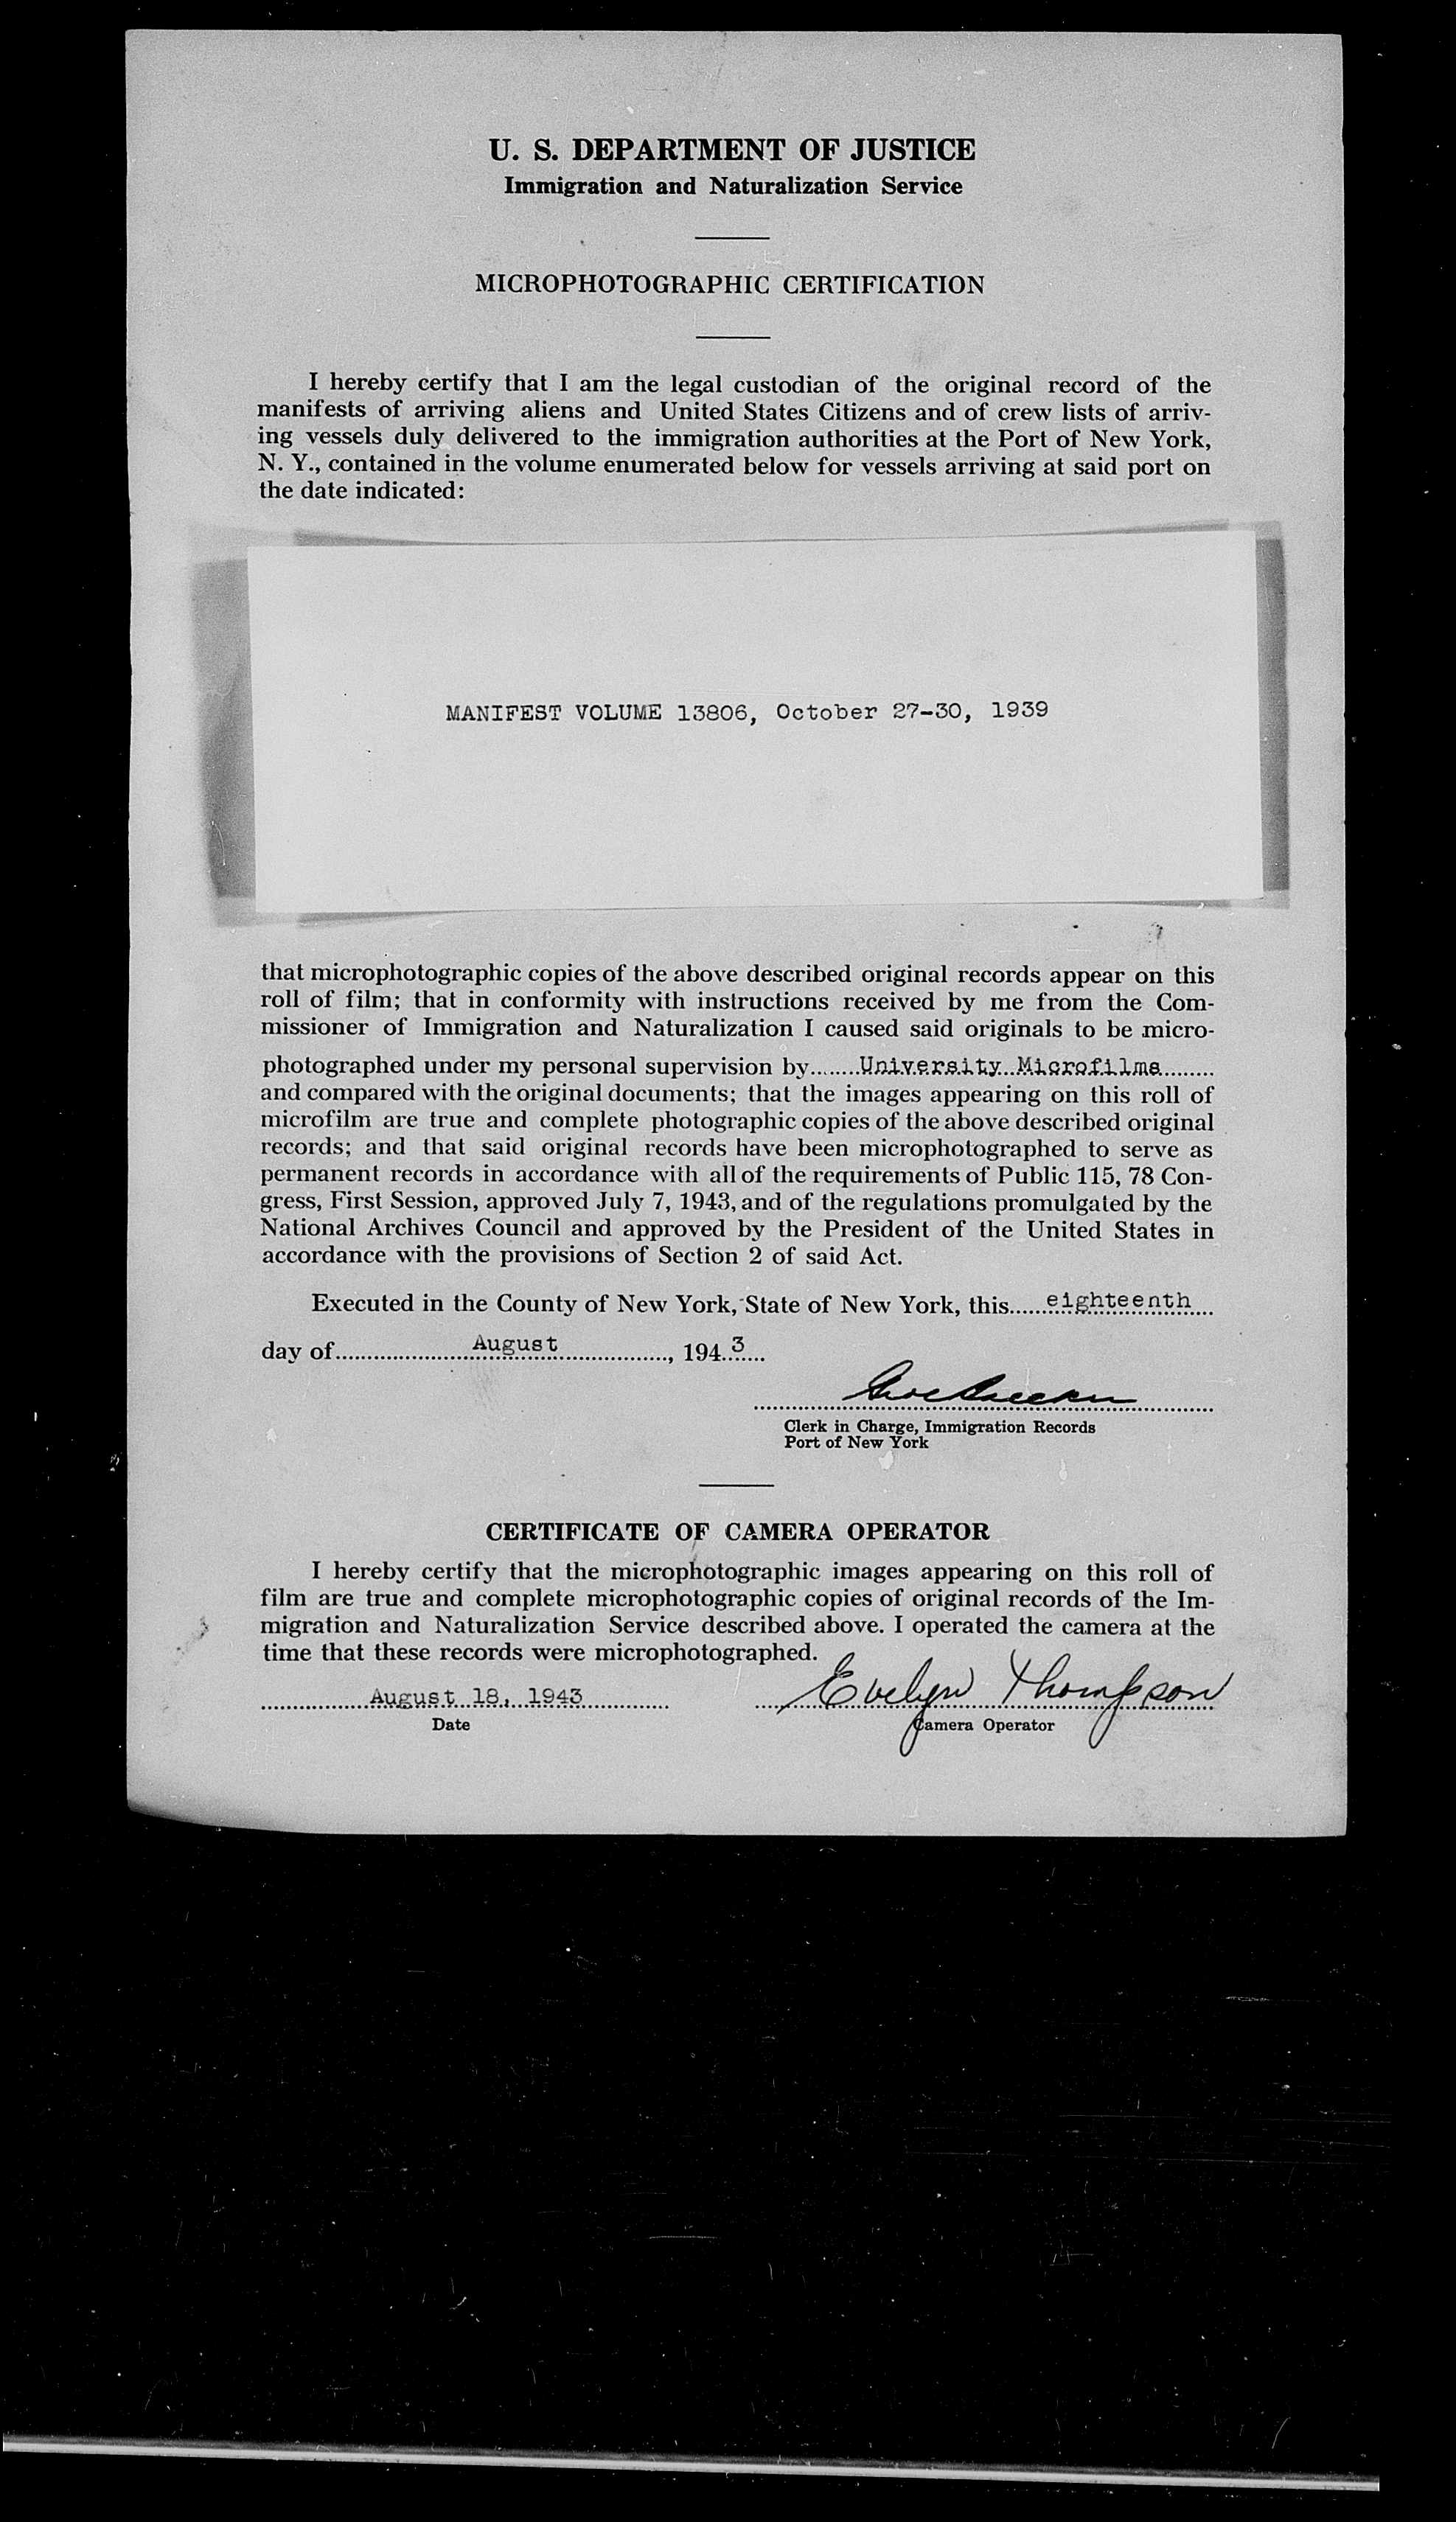 U. S. DEPARTMENT OF JUSTICE
Immigration and Naturalization Service
MICROPHOTOGRAPHIC CERTIFICATION
I hereby certify that I am the legal custodian of the original record of the
manifests of arriving aliens and United States Citizens and of crew lists of arriv-
ing vessels duly delivered to the immigration authorities at the Port of New York,
N. Y., contained in the volume enumerated below for vessels arriving at said port on
the date indicated:
MANIFEST VOLUME 13806, October 27-30, 1939
that microphotographic copies of the above described original records appear on this
roll of film; that in conformity with instructions received by me from the Com-
missioner of Immigration and Naturalization I caused said originals to be micro-
photographed under my personal supervision by........University Microfilms.........
and compared with the original documents; that the images appearing on this roll of
microfilm are true and complete photographic copies of the above described original
records; and that said original records have been microphotographed to serve as
permanent records in accordance with all of the requirements of Public 115, 78 Con-
gress, First Session, approved July 7, 1943, and of the regulations promulgated by the
National Archives Council and approved by the President of the United States in
accordance with the provisions of Section 2 of said Act.
Executed in the County of New York, State of New York, this......eighteenth...
day of......................August...................., 194..3.....
Clerk in Charge, Immigration Records
Port of New York
CERTIFICATE OF CAMERA OPERATOR
I hereby certify that the microphotographic images appearing on this roll of
film are true and complete microphotographic copies of original records of the Im-
migration and Naturalization Service described above. I operated the camera at the
time that these records were microphotographed.
August 18, 1943 Evelyn Thompson
Date Camera Operator